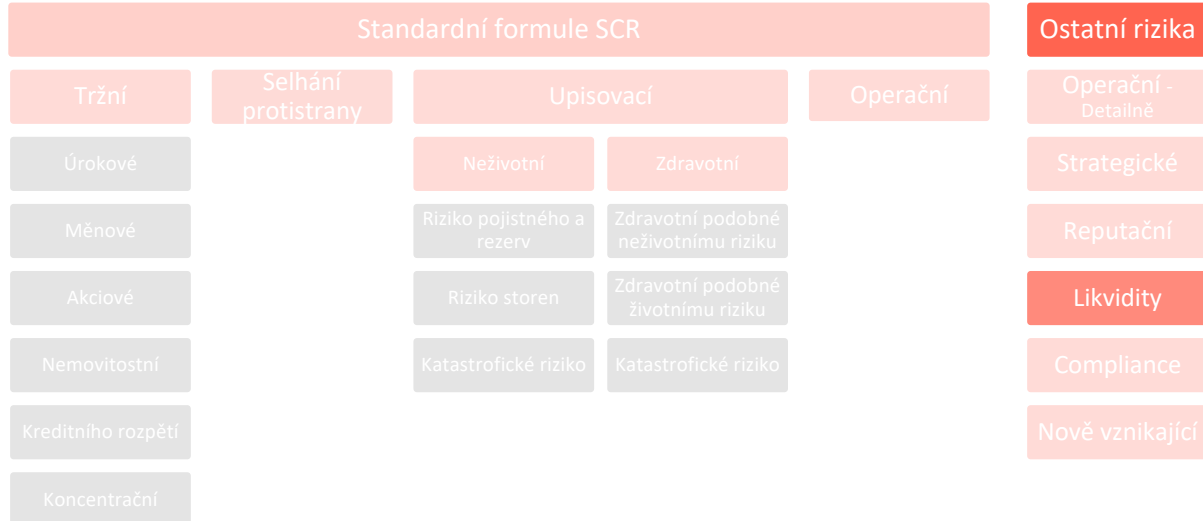 Standardní formule SCR
Ostatní rizika
Tržní
Selhání
protistrany
Upisovací
Operační
Operační -
Detailně
Úrokové
Neživotní
Zdravotní
Strategické
Měnové
Riziko pojistného a
rezerv
Zdravotní podobné
neživotnímu riziku
Reputační
Akciové
Riziko storen
Zdravotní podobné
životnímu riziku
Likvidity
Nemovitostní
Katastrofické riziko
Katastrofické riziko
Compliance
Kreditního rozpětí
Nově vznikající
Koncentrační